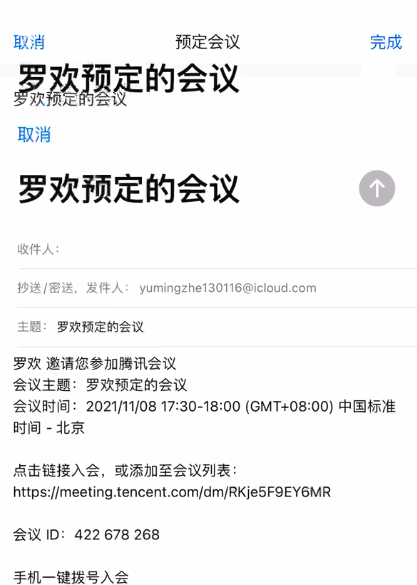 取消 预定会议 完成
罗欢预定的会议
罗欢预定的会议
取消
罗欢预定的会议
收件人：
抄送/密送，发件人： yumingzhe130116@icloud.com
主题： 罗欢预定的会议
罗欢 邀请您参加腾讯会议
会议主题：罗欢预定的会议
会议时间：2021/11/08 17:30-18:00 (GMT+08:00) 中国标准
时间 - 北京
点击链接入会，或添加至会议列表：
https://meeting.tencent.com/dm/RKje5F9EY6MR
会议 ID：422 678 268
手机一键拨号入会